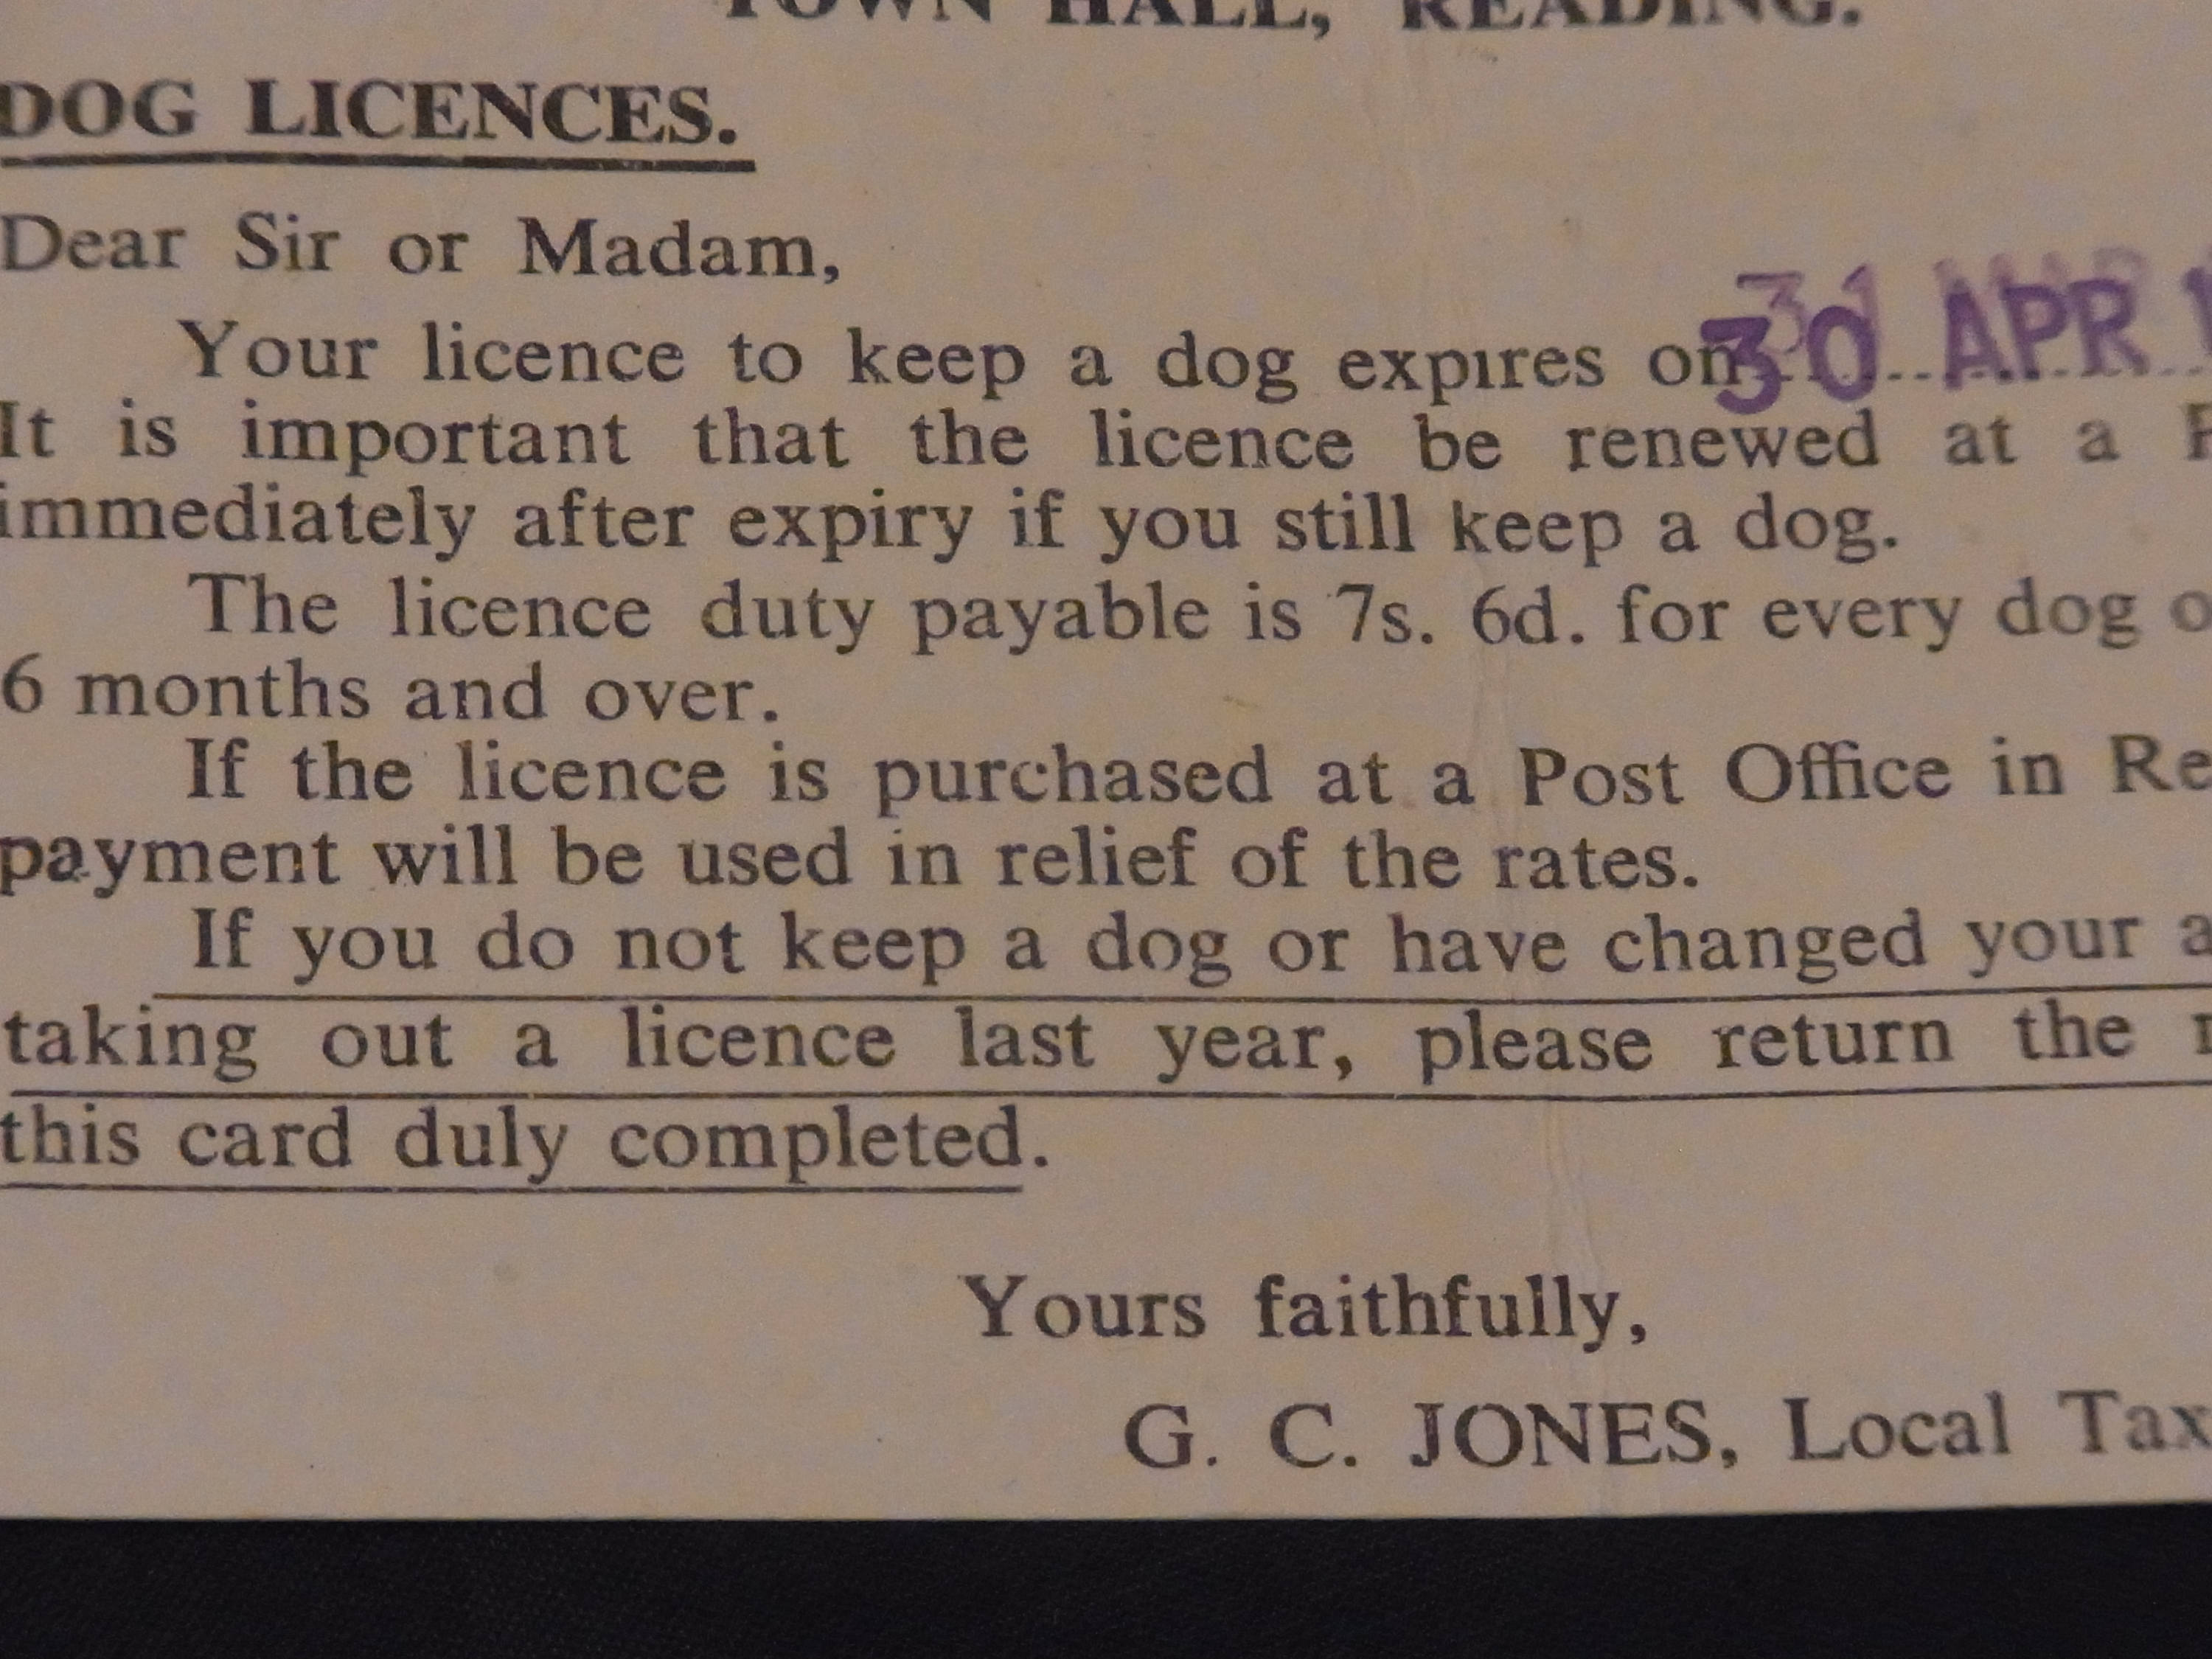 TOWN HALL, READING.
DOG LICENCES.
Dear Sir or Madam,
Your licence to keep a dog expires on 30 APR
It is important that the licence be renewed at a
immediately after expiry if you still keep a dog.
The licence duty payable is 7s. 6d. for every dog
6 months and over.
If the licence is purchased at a Post Office in Re
payment will be used in relief of the rates.
If you do not keep a dog or have changed your a
taking out a licence last year, please return the
this card duly completed.
Yours faithfully,
G. C. JONES, Local Tax